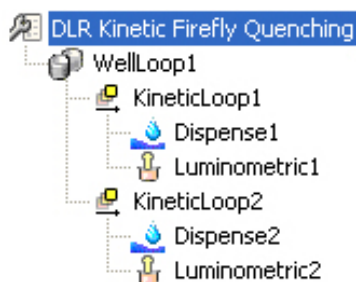 DLR Kinetic Firefly Quenching
WellLoop1
KineticLoop1
Dispense1
Luminometric1
KineticLoop2
Dispense2
Luminometric2